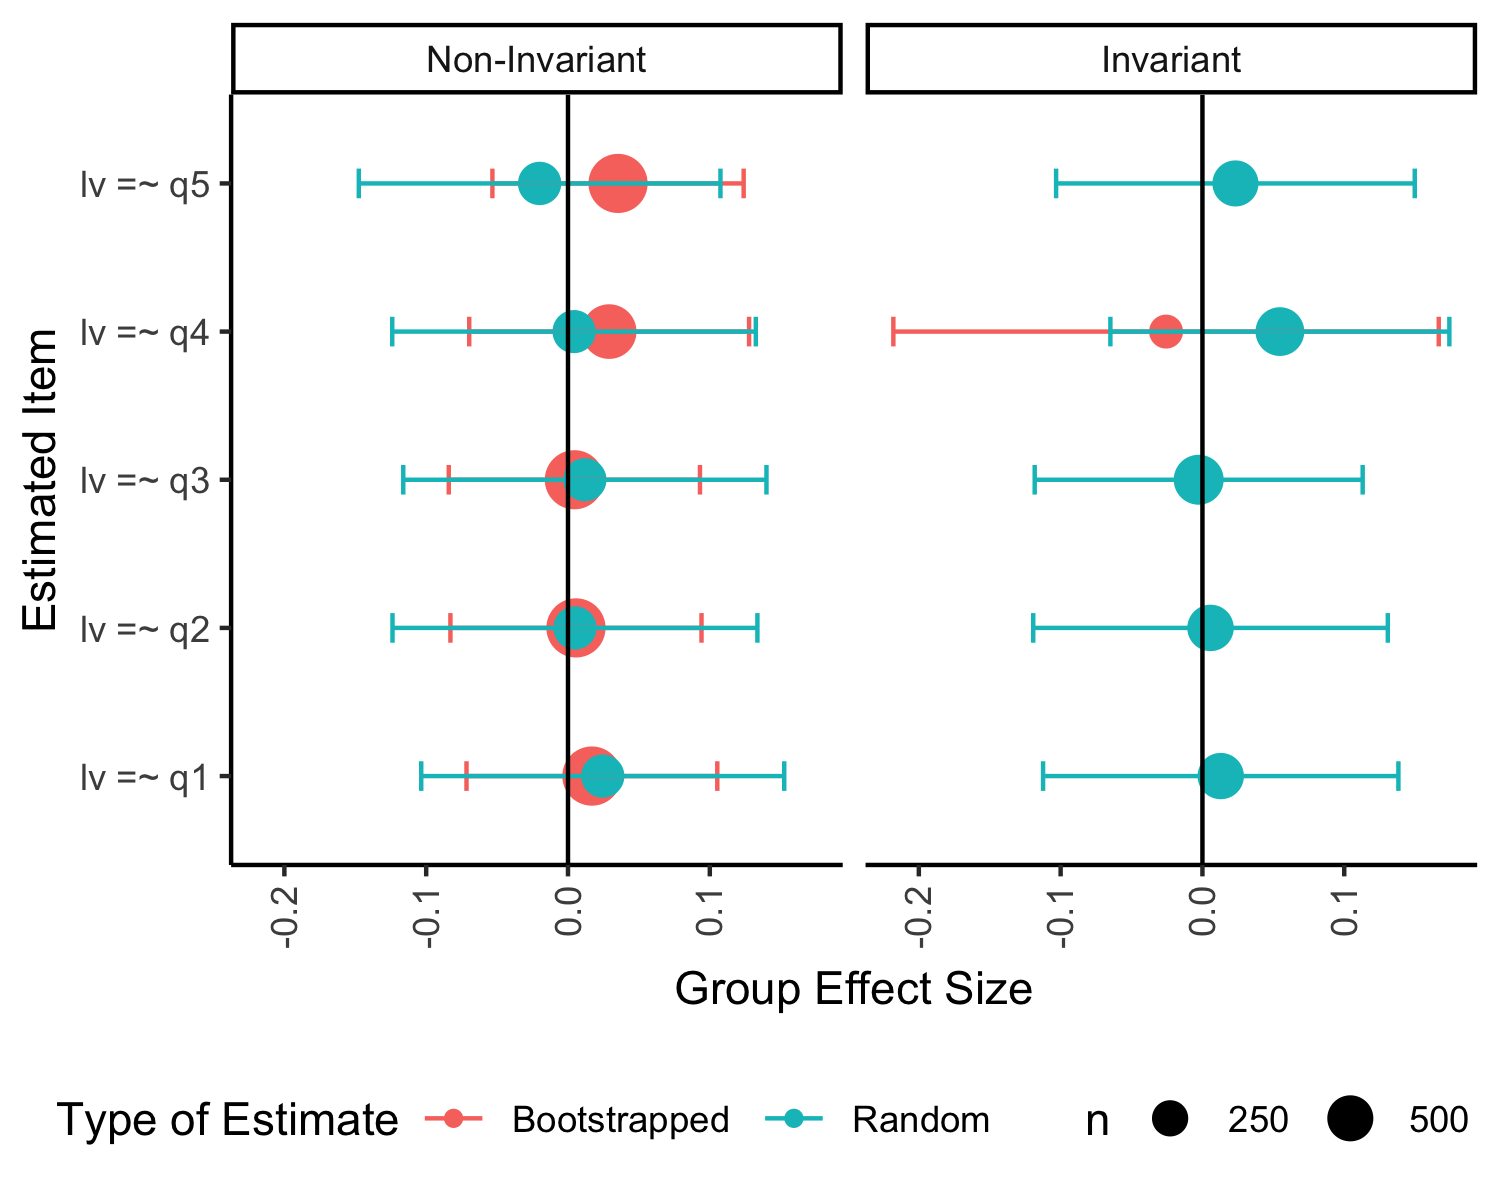 Non-Invariant
Invariant
Estimated Item
lv =~ q5
lv =~ q4
lv =~ q3
lv =~ q2
lv =~ q1
-0.2 -0.1 0.0 0.1
-0.2 -0.1 0.0 0.1
Group Effect Size
Type of Estimate Bootstrapped Random n 250 500